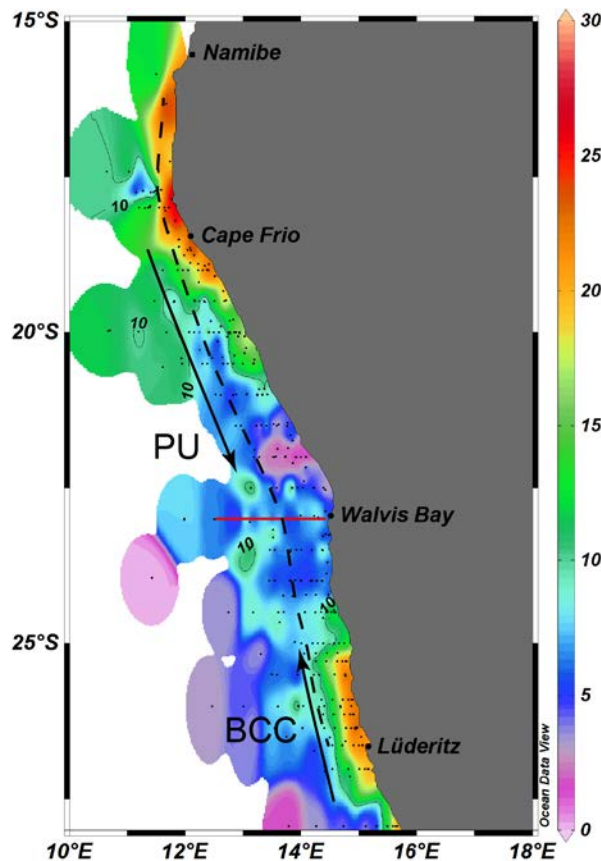 15°S
Namibe
30
25
10
Cape Frio
20
20°S
10
10
15
PU
Walvis Bay
10
10
10
25°S
5
BCC
Lüderitz
Ocean Data View
0
10°E
12°E
14°E
16°E
18°E